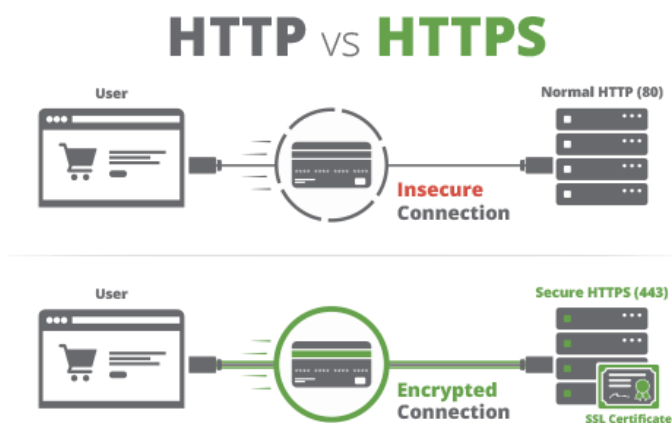 HTTP vs HTTPS
User
Normal HTTP (80)
Insecure
Connection
User
Secure HTTPS (443)
Encrypted
Connection
SSL Certificate